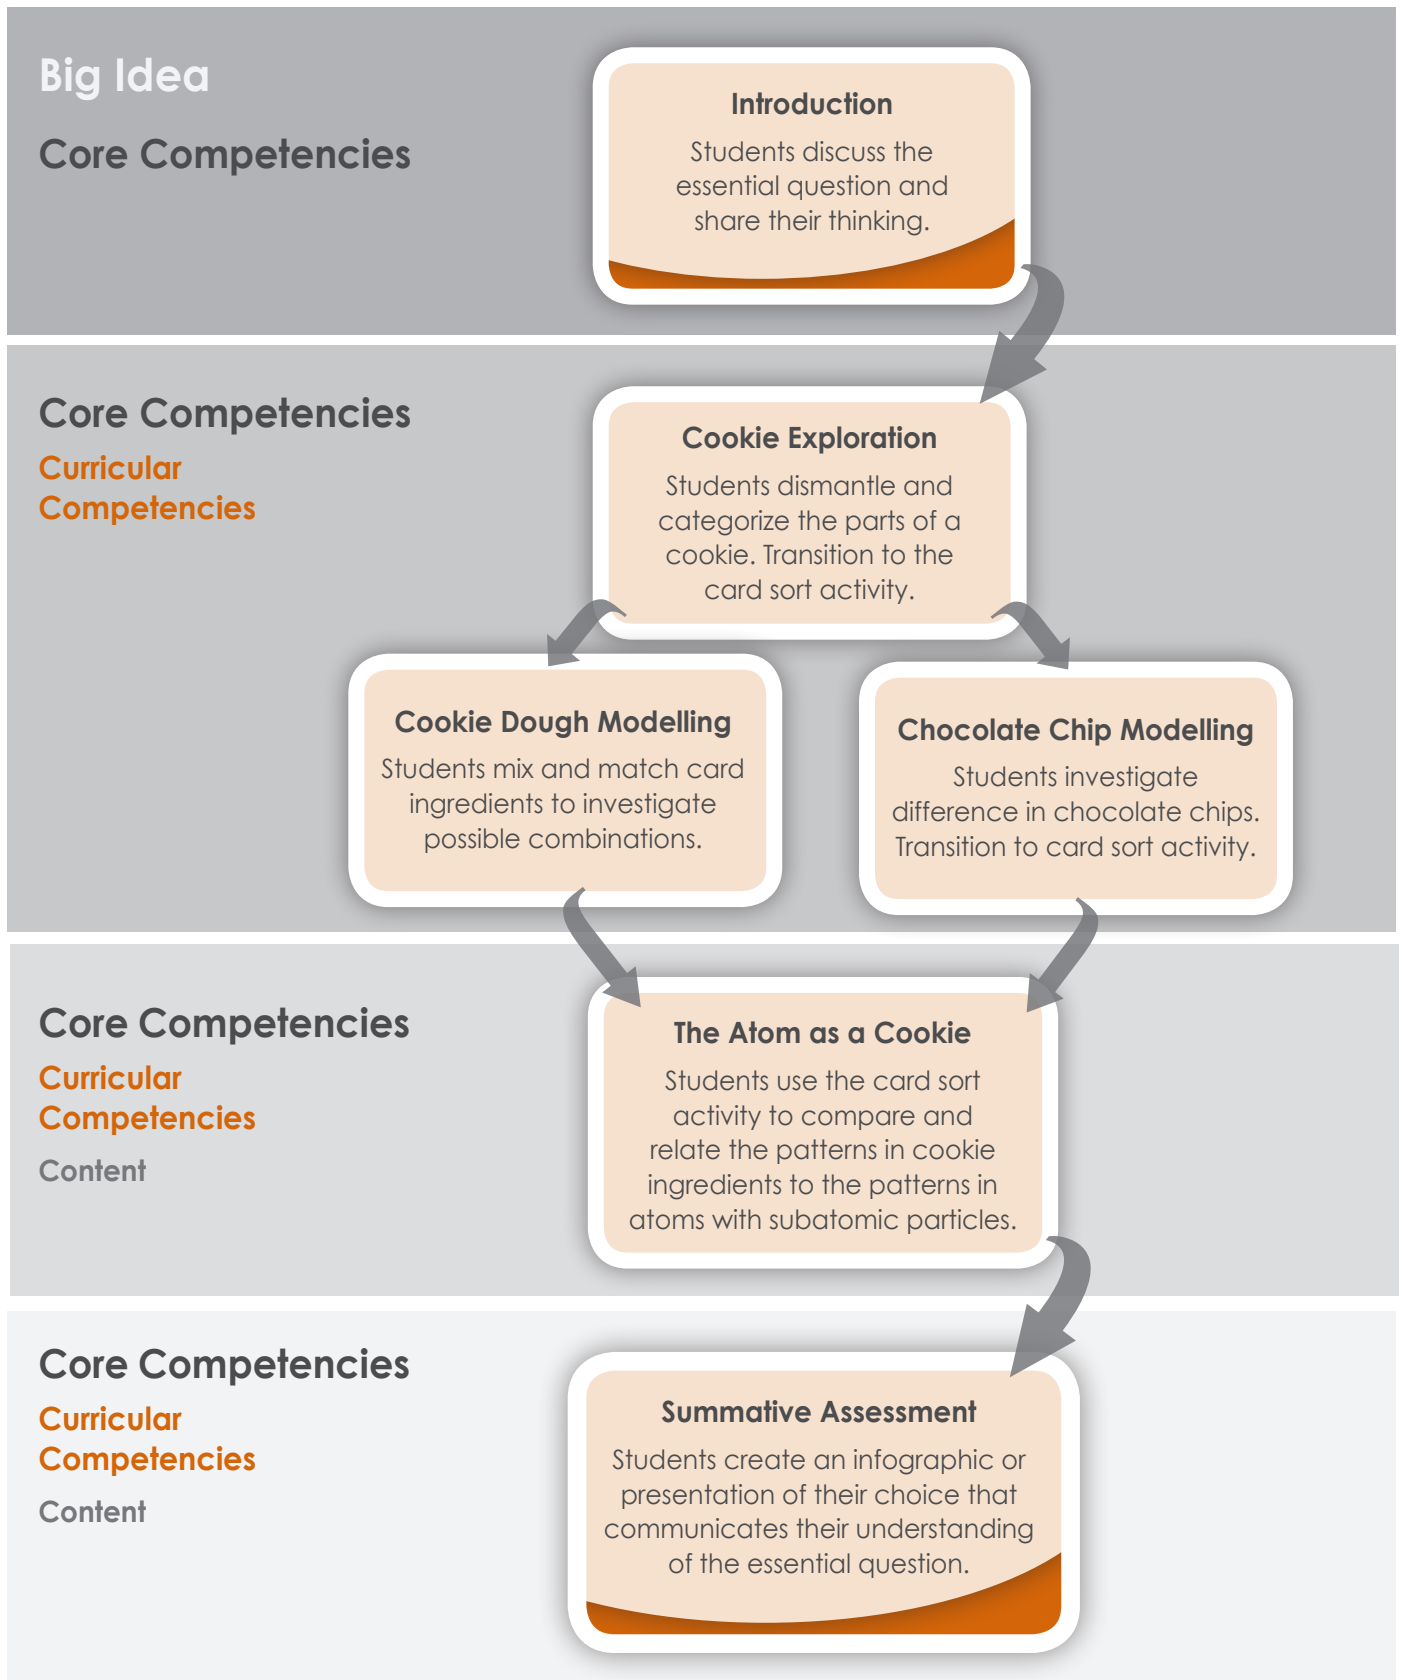 Big Idea
Core Competencies
Introduction
Students discuss the
essential question and
share their thinking.
Core Competencies
Curricular
Competencies
Cookie Exploration
Students dismantle and
categorize the parts of a
cookie. Transition to the
card sort activity.
Cookie Dough Modelling
Students mix and match card
ingredients to investigate
possible combinations.
Chocolate Chip Modelling
Students investigate
difference in chocolate chips.
Transition to card sort activity.
Core Competencies
Curricular
Competencies
Content
The Atom as a Cookie
Students use the card sort
activity to compare and
relate the patterns in cookie
ingredients to the patterns in
atoms with subatomic particles.
Core Competencies
Curricular
Competencies
Content
Summative Assessment
Students create an infographic or
presentation of their choice that
communicates their understanding
of the essential question.